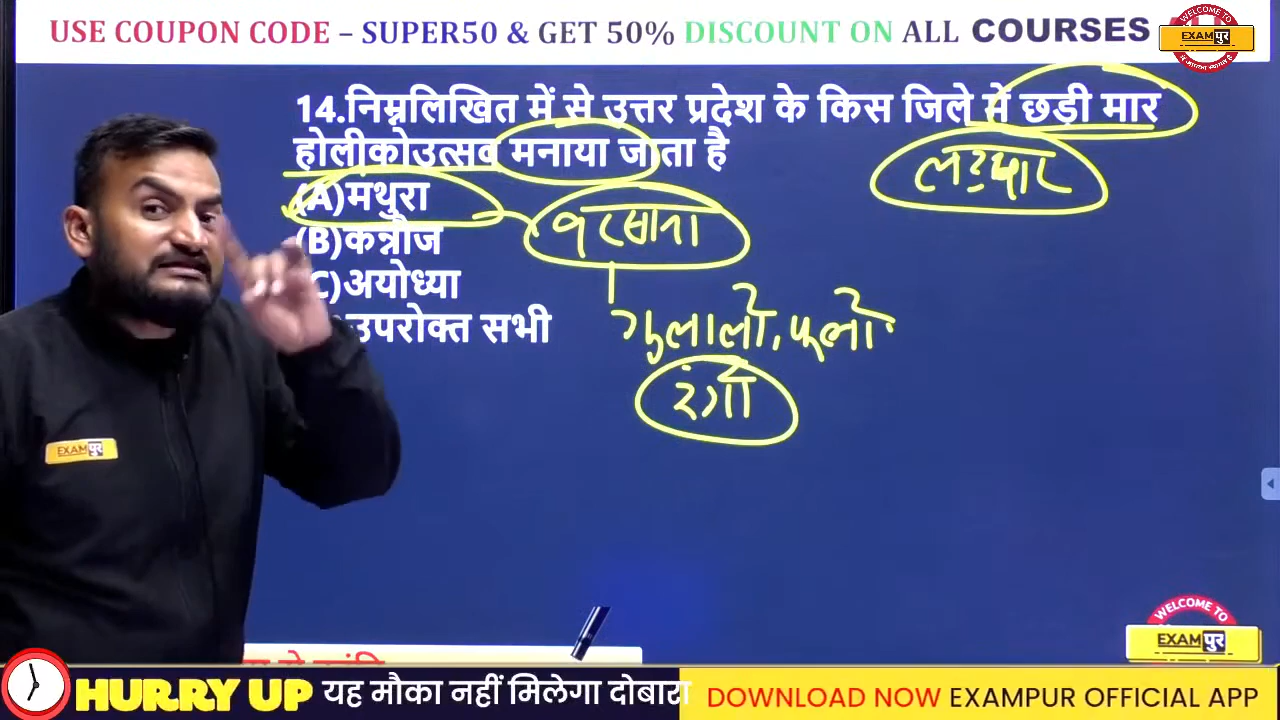 USE COUPON CODE – SUPER50 & GET 50% DISCOUNT ON ALL COURSES
WELCOME TO
EXAMपुर
14.निम्नलिखित में से उत्तर प्रदेश के किस जिले में छड़ी मार
होलीकोउत्सव मनाया जाता है
लट्ठमार
(A)मथुरा
बरसाना
(B)कन्नौज
C)अयोध्या
उपरोक्त सभी
गुलालो, फूलों
रंगों
EXAMपुर
WELCOME TO
EXAMपुर
HURRY UP यह मौका नहीं मिलेगा दोबारा
DOWNLOAD NOW EXAMPUR OFFICIAL APP